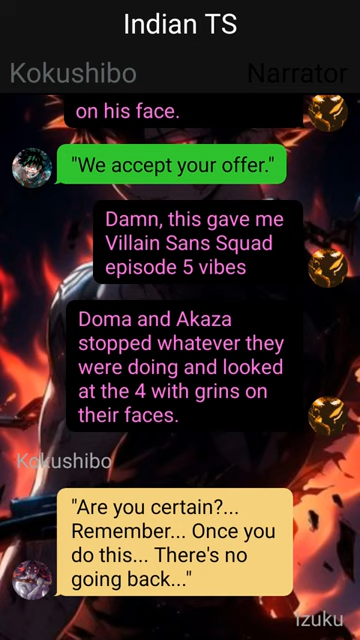 Indian TS
Kokushibo
Narrator
on his face.
"We accept your offer."
Damn, this gave me
Villain Sans Squad
episode 5 vibes
Doma and Akaza
stopped whatever they
were doing and looked
at the 4 with grins on
their faces.
Kokushibo
"Are you certain?...
Remember... Once you
do this... There's no
going back..."
Izuku